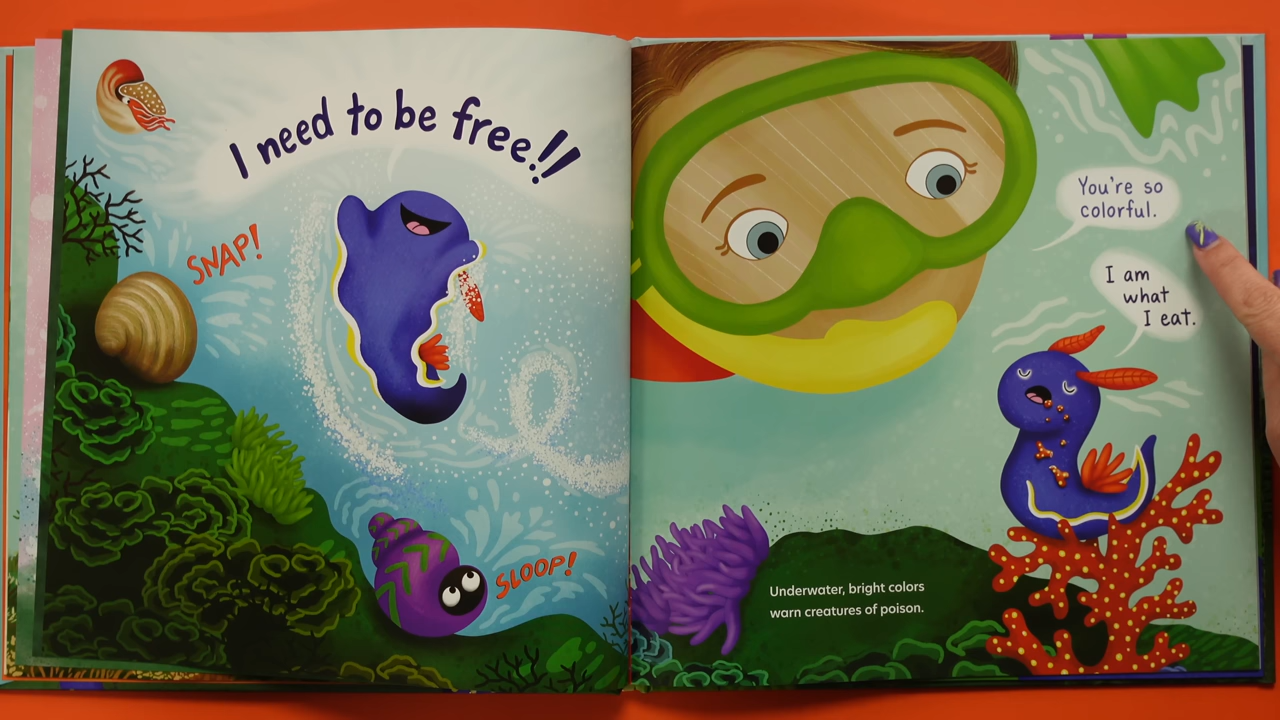 I need to be free!!
SNAP!
SLOOP!
You're so
colorful.
I am
what
I eat.
Underwater, bright colors
warn creatures of poison.